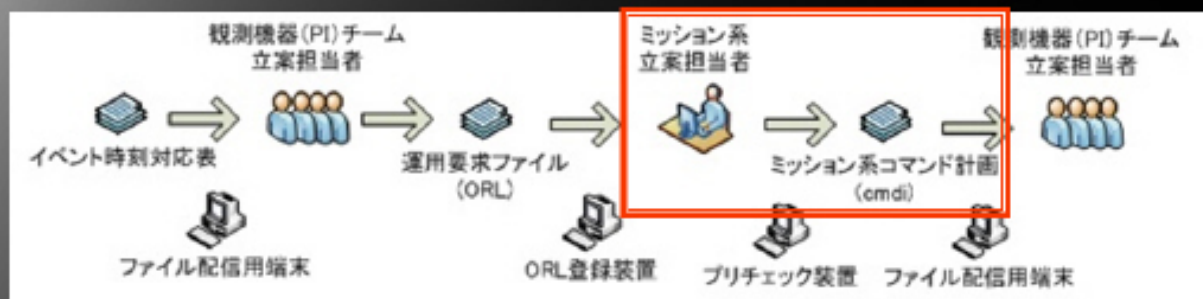 観測機器(PI)チーム
立案担当者
ミッション系
立案担当者
観測機器(PI)チーム
立案担当者
イベント時刻対応表
運用要求ファイル
(ORL)
ミッション系コマンド計画
(cmdi)
ファイル配信用端末
ORL登録装置
プリチェック装置
ファイル配信用端末